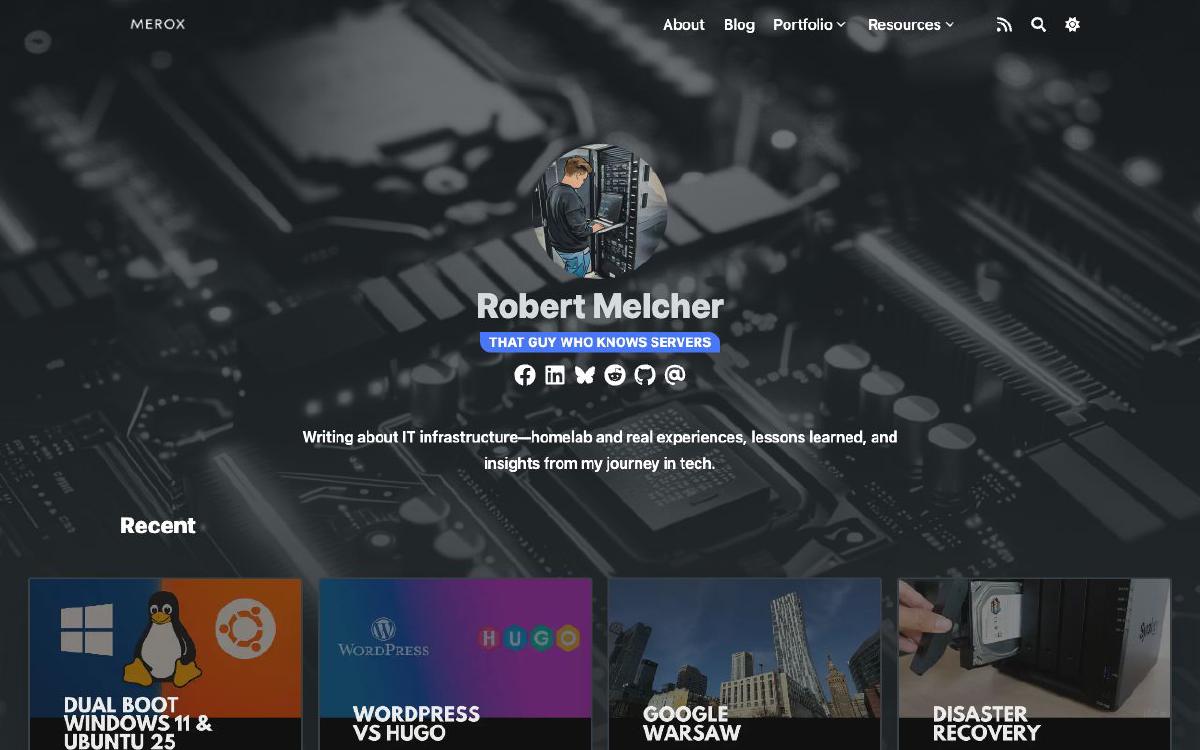 MEROX
About Blog Portfolio Resources
Robert Melcher
THAT GUY WHO KNOWS SERVERS
Writing about IT infrastructure—homelab and real experiences, lessons learned, and
insights from my journey in tech.
Recent
WORDPRESS
HUGO
Synology
DUAL BOOT
WINDOWS 11 &
UBUNTU 25
WORDPRESS
VS HUGO
GOOGLE
WARSAW
DISASTER
RECOVERY